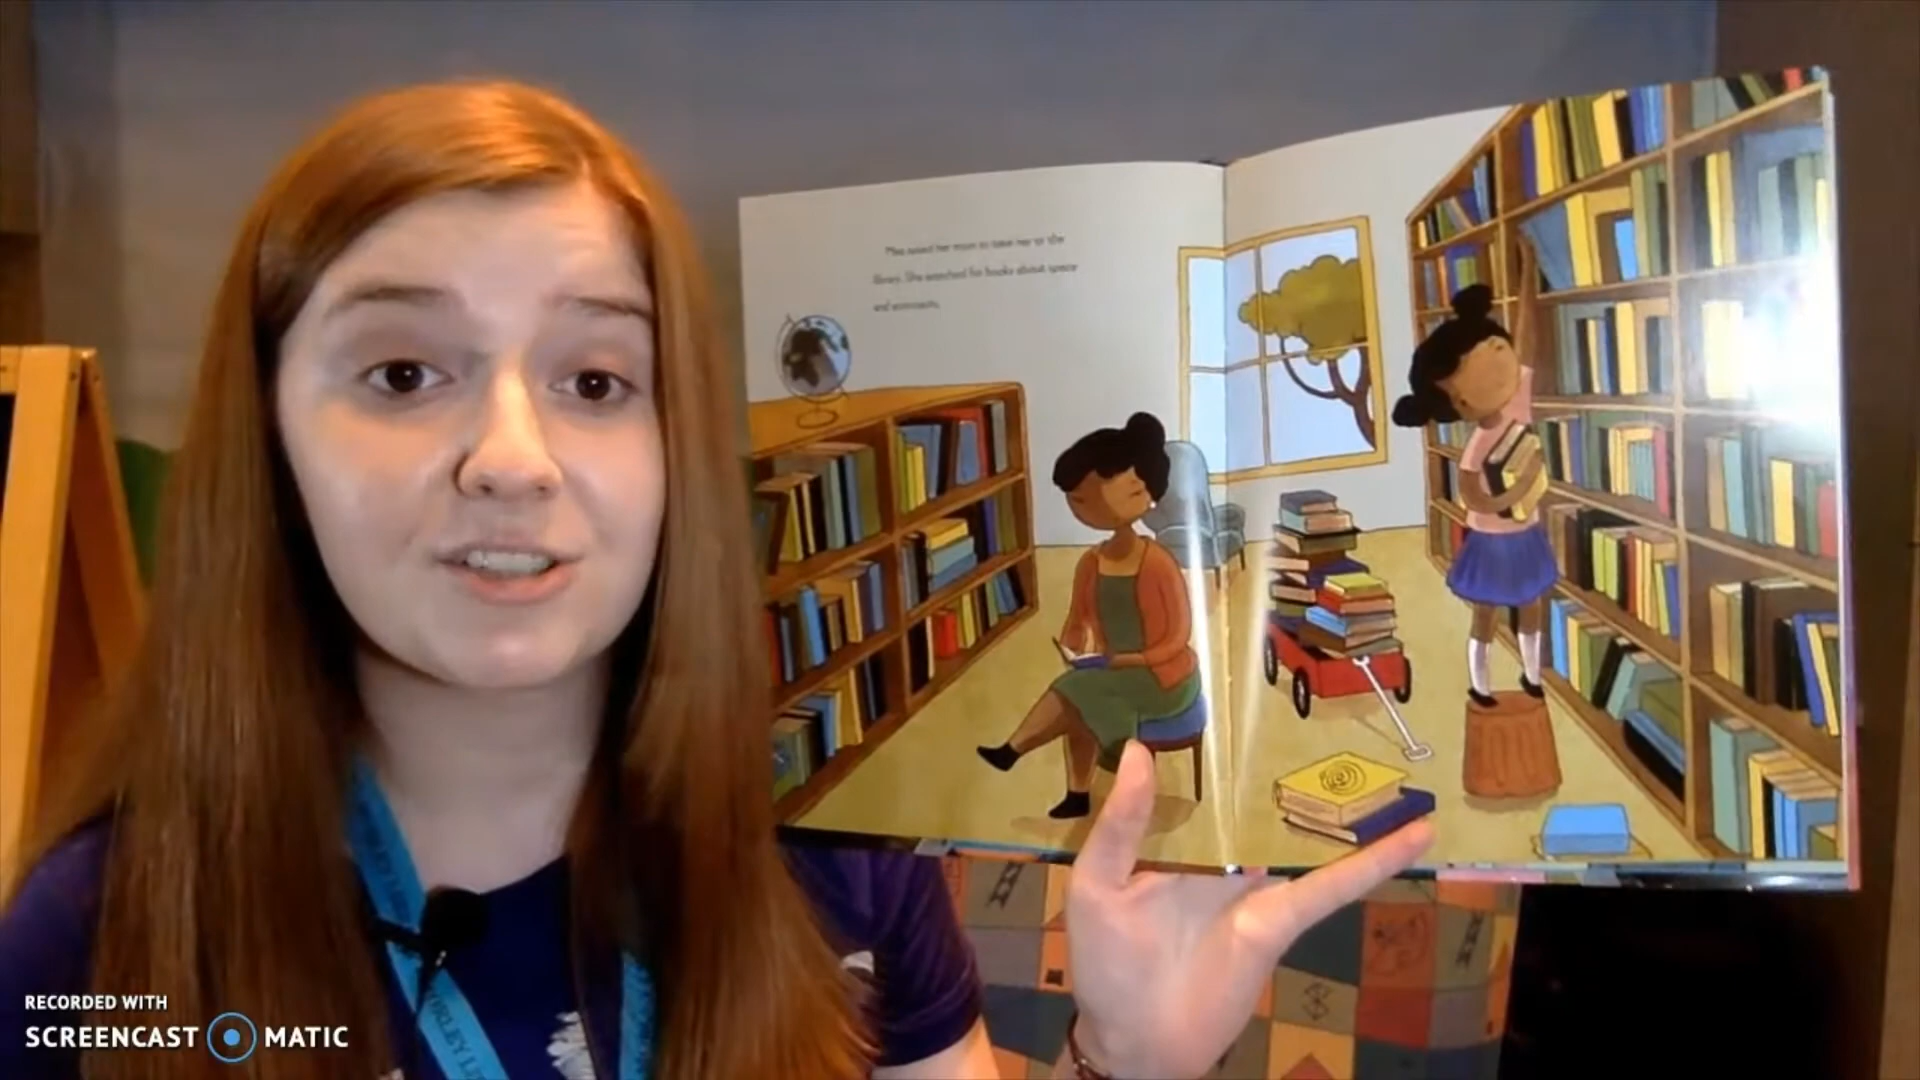 Mae asked her mom to take her to the
library. She searched for books about space
and astronauts.
RECORDED WITH
SCREENCAST MATIC